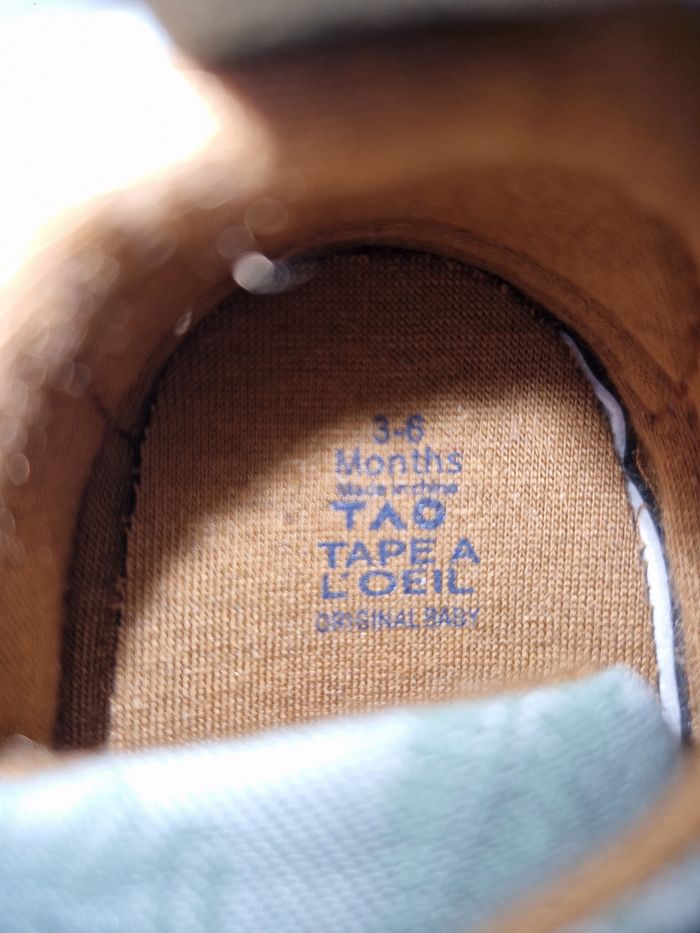 3-6
Months
Made in China
TAO
TAPE A
L'OEIL
ORIGINAL BABY